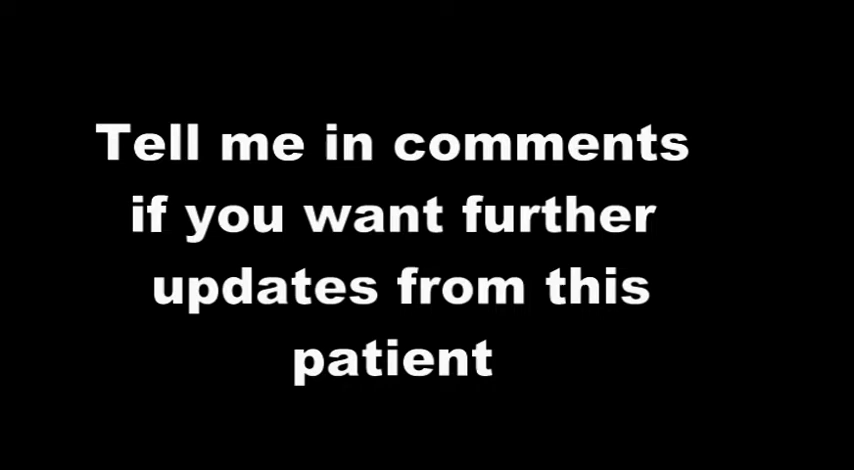 Tell me in comments
if you want further
updates from this
patient